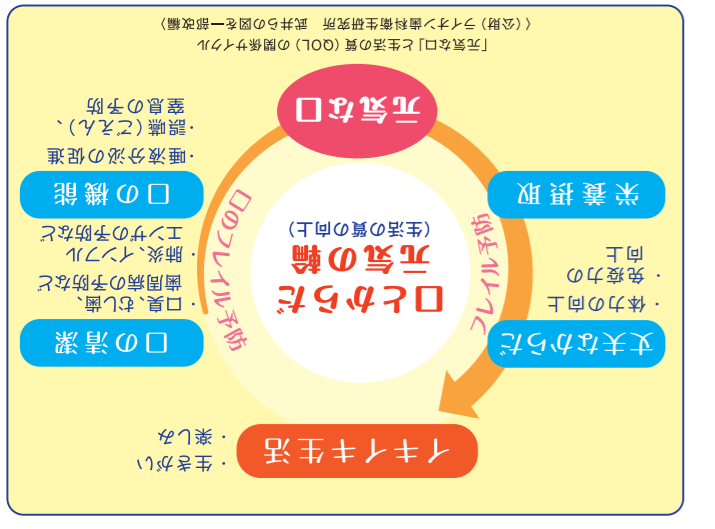 イキイキ生活
・生きがい
・楽しみ
丈夫なからだ
・体力の向上
・免疫力の
向上
栄養摂取
フレイル予防
口とからだ
元気の輪
（生活の質の向上）
口のフレイル予防
口の清潔
・口臭、むし歯、
歯周病の予防など
・肺炎、インフル
エンザの予防など
口の機能
・唾液分泌の促進
・誤嚥（ごえん）、
窒息の予防
元気な口
「元気な口」と生活の質（QOL）の関係サイクル
〈（公財）ライオン歯科衛生研究所　武井らの図を一部改編〉